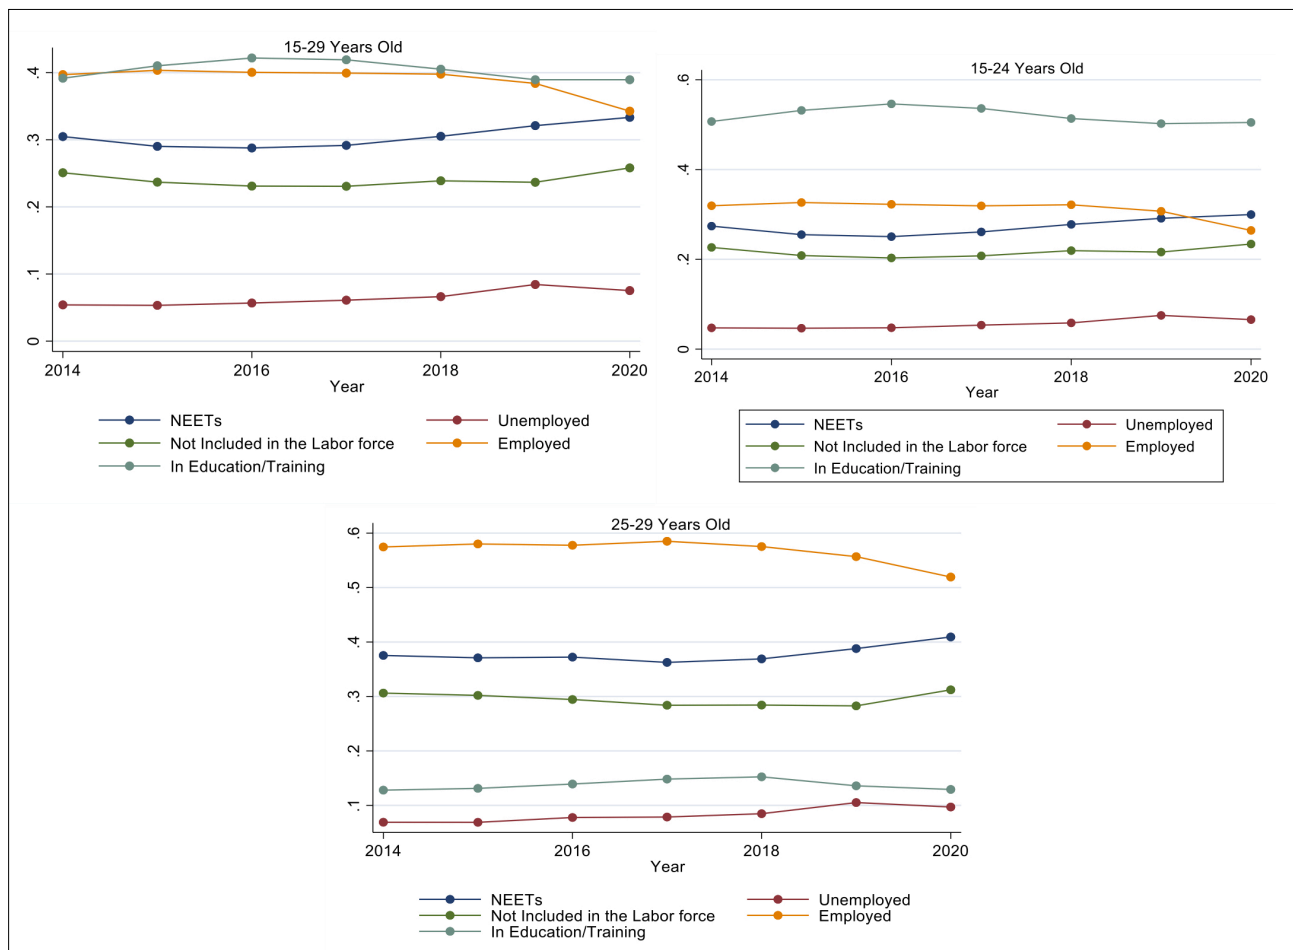 15-29 Years Old
.4
.3
.2
.1
0
2014 2016 2018 2020
Year
NEETs Unemployed
Not Included in the Labor force Employed
In Education/Training
15-24 Years Old
.6
.4
.2
0
2014 2016 2018 2020
Year
NEETs Unemployed
Not Included in the Labor force Employed
In Education/Training
25-29 Years Old
.6
.5
.4
.3
.2
.1
2014 2016 2018 2020
Year
NEETs Unemployed
Not Included in the Labor force Employed
In Education/Training